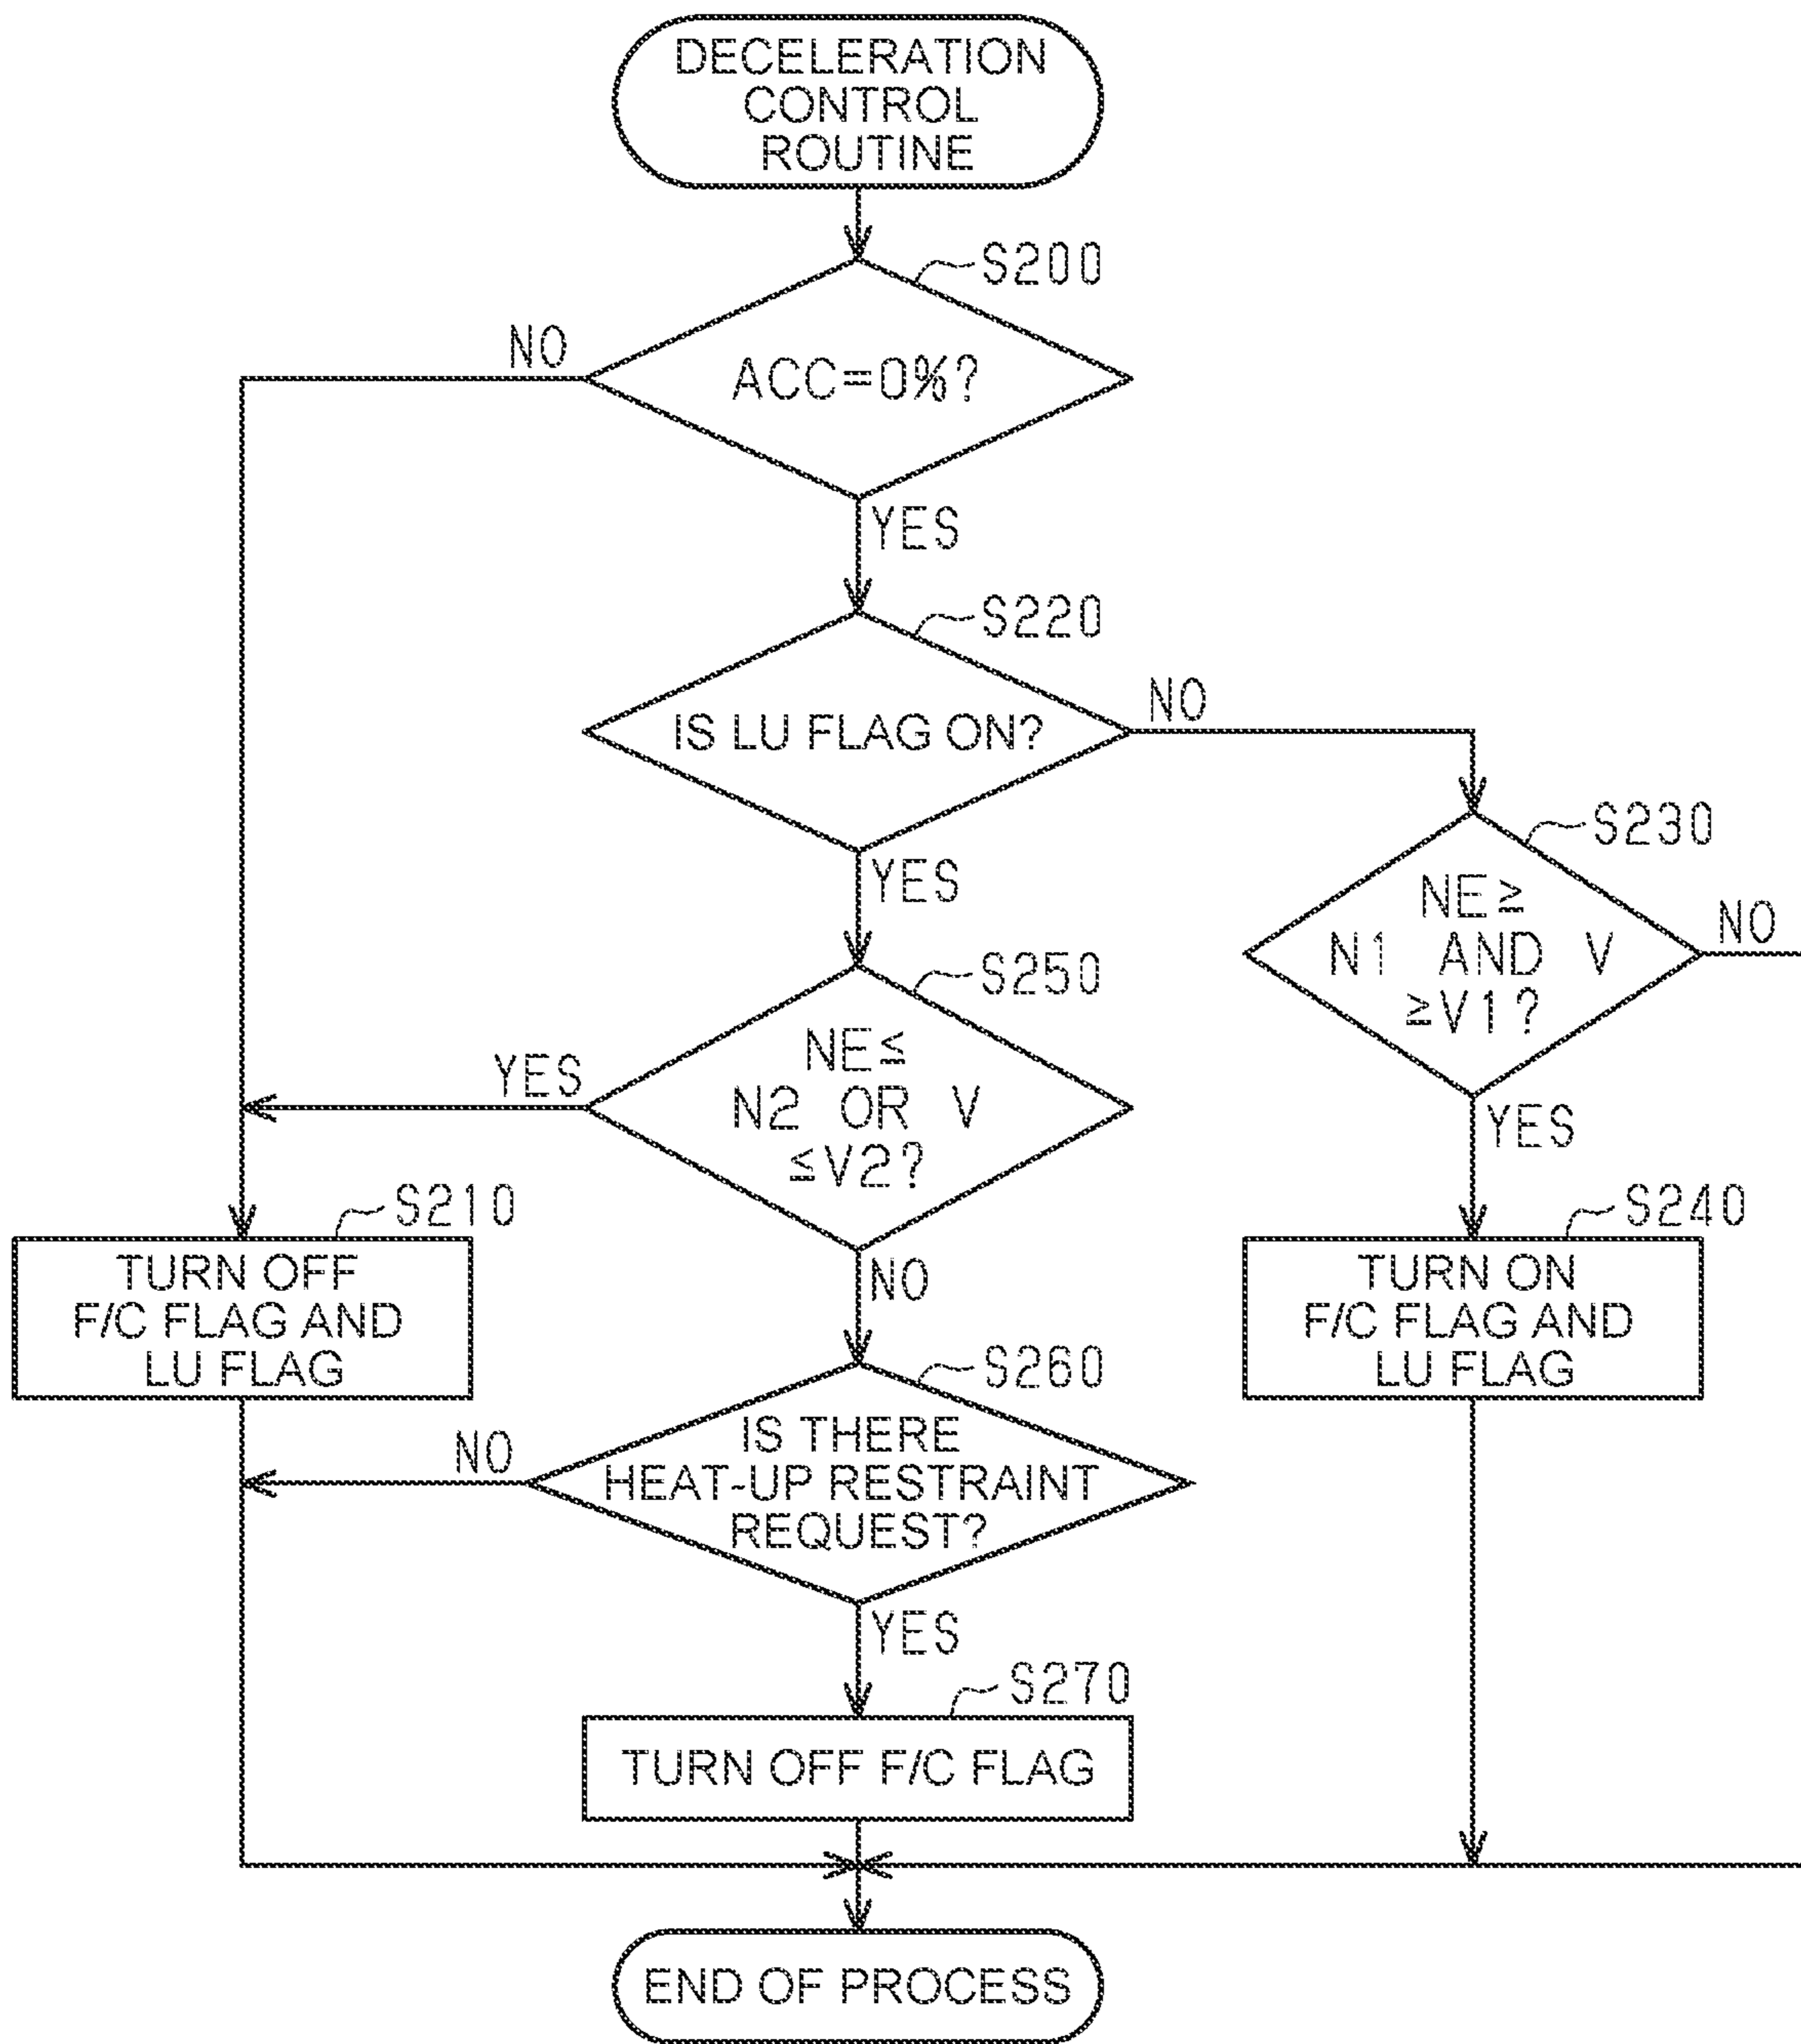 DECELERATION
CONTROL
ROUTINE
S200
NO
ACC=0%?
YES
S220
NO
IS LU FLAG ON?
YES
S230
NE≧
N1 AND V
≧V1?
NO
YES
S250
NE≦
N2 OR V
≦V2?
YES
NO
S210
TURN OFF
F/C FLAG AND
LU FLAG
S240
TURN ON
F/C FLAG AND
LU FLAG
S260
IS THERE
HEAT-UP RESTRAINT
REQUEST?
NO
YES
S270
TURN OFF F/C FLAG
END OF PROCESS